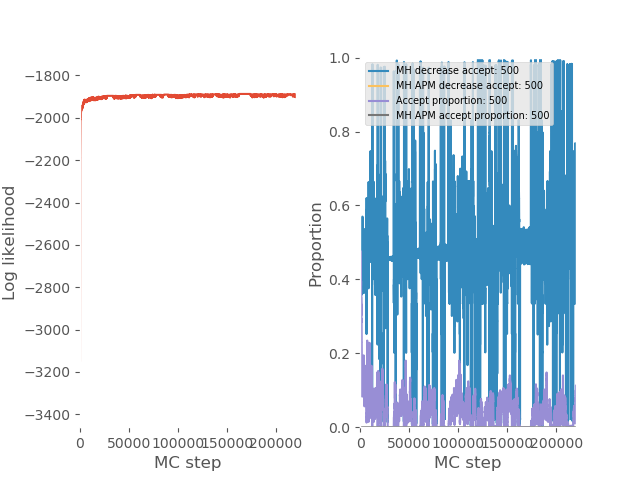 −1800
−2000
−2200
−2400
−2600
−2800
−3000
−3200
−3400
Log likelihood
0 50000 100000 150000 200000
MC step
1.0
0.8
0.6
0.4
0.2
0.0
Proportion
MH decrease accept: 500
MH APM decrease accept: 500
Accept proportion: 500
MH APM accept proportion: 500
0 50000 100000 150000 200000
MC step